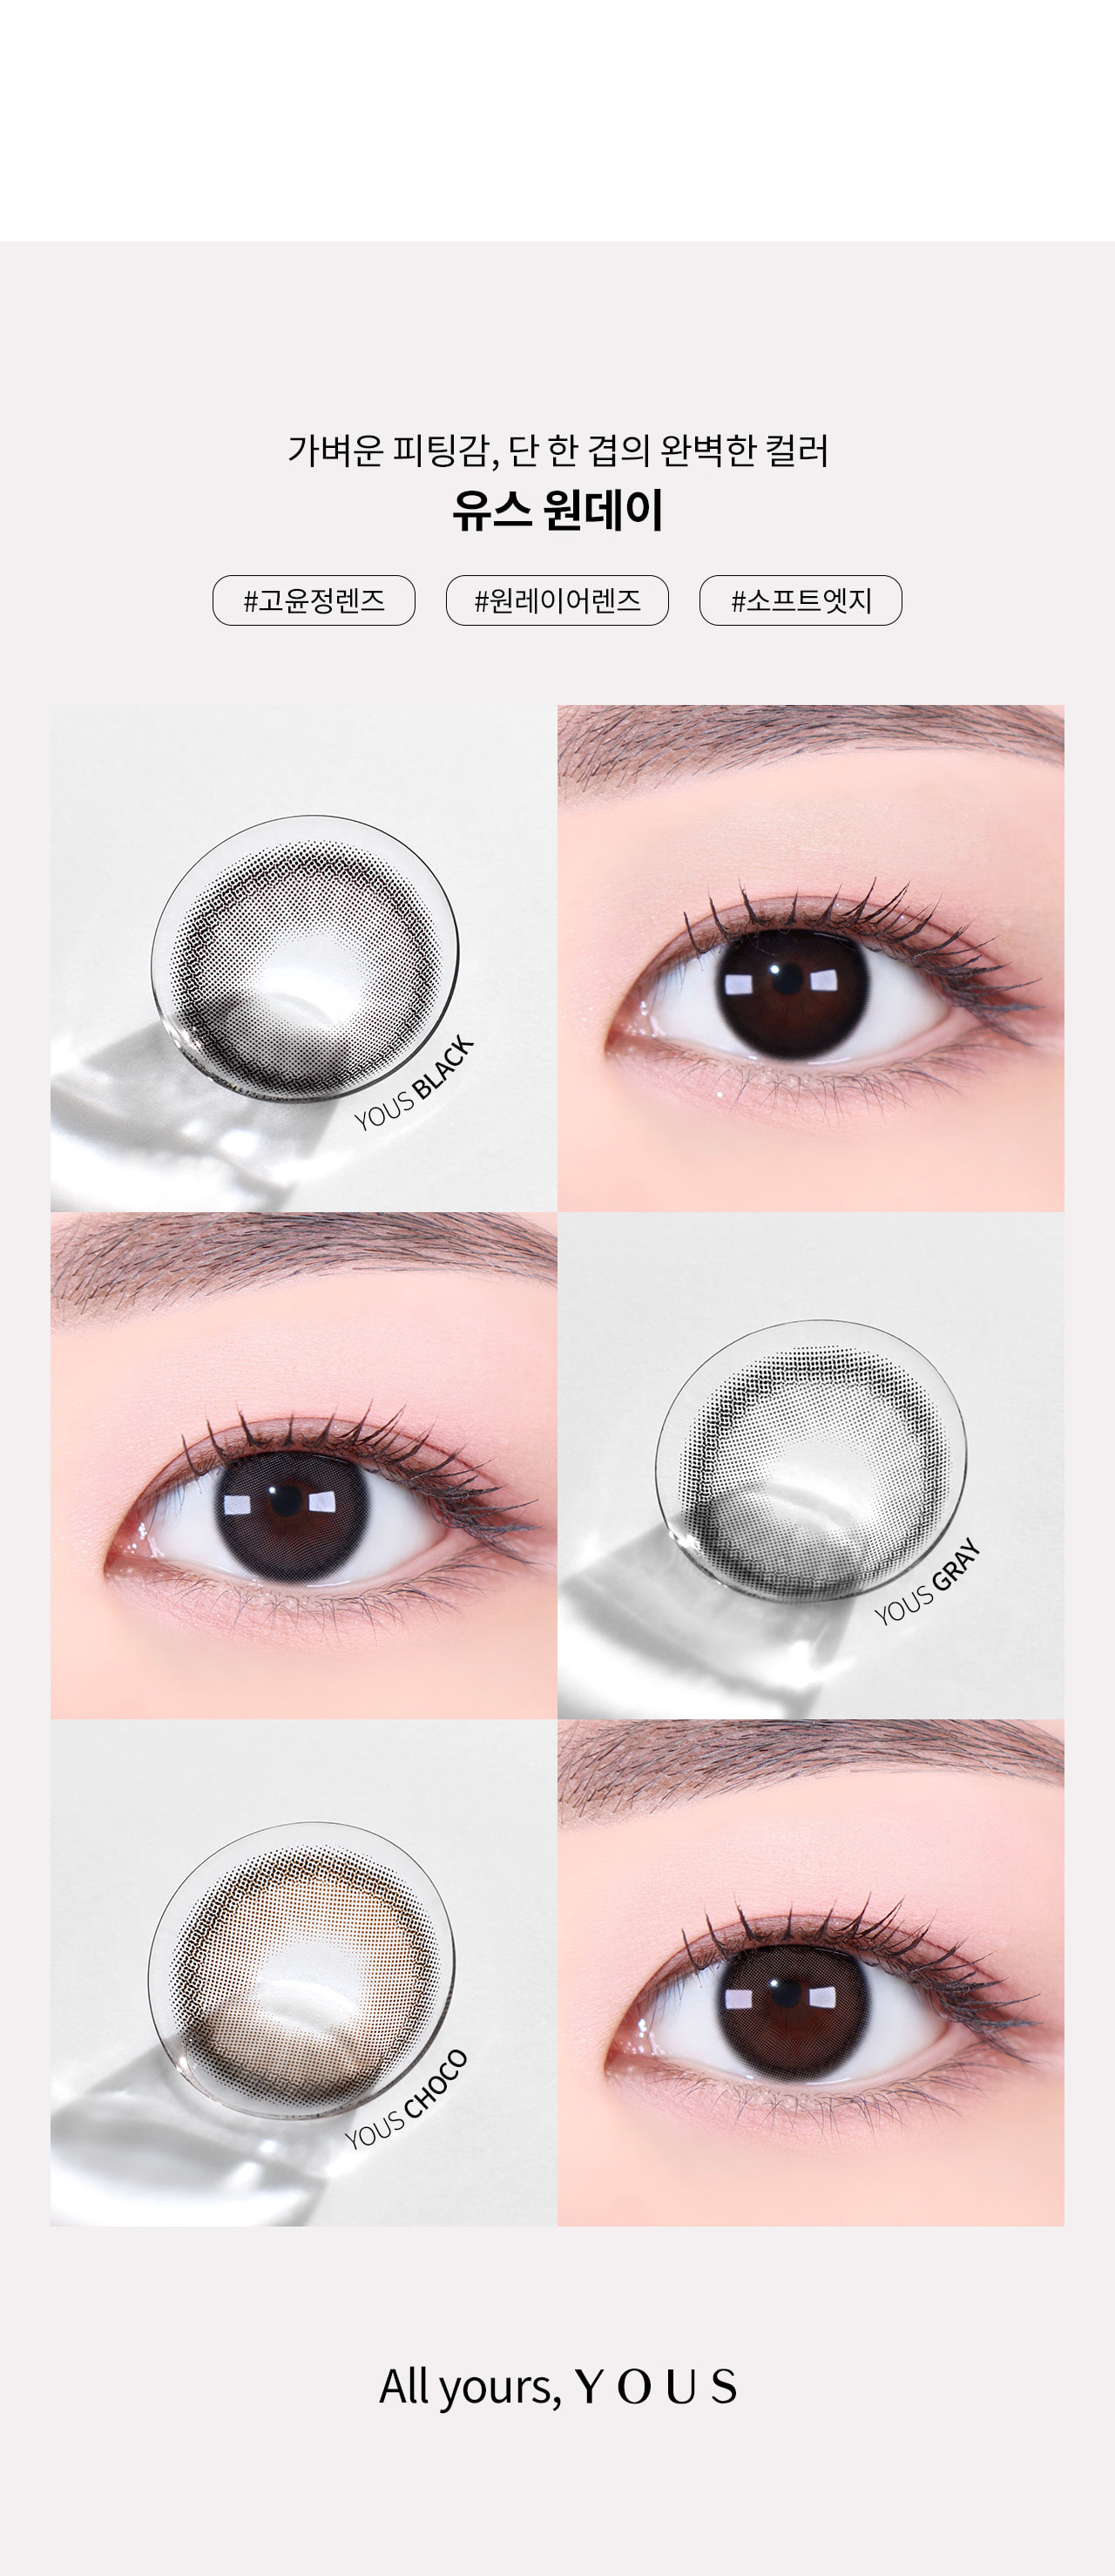 가벼운 피팅감, 단 한 겹의 완벽한 컬러
유스 원데이
#고윤정렌즈 #원레이어렌즈 #소프트엣지
YOUS BLACK
YOUS GRAY
YOUS CHOCO
All yours, YOUS